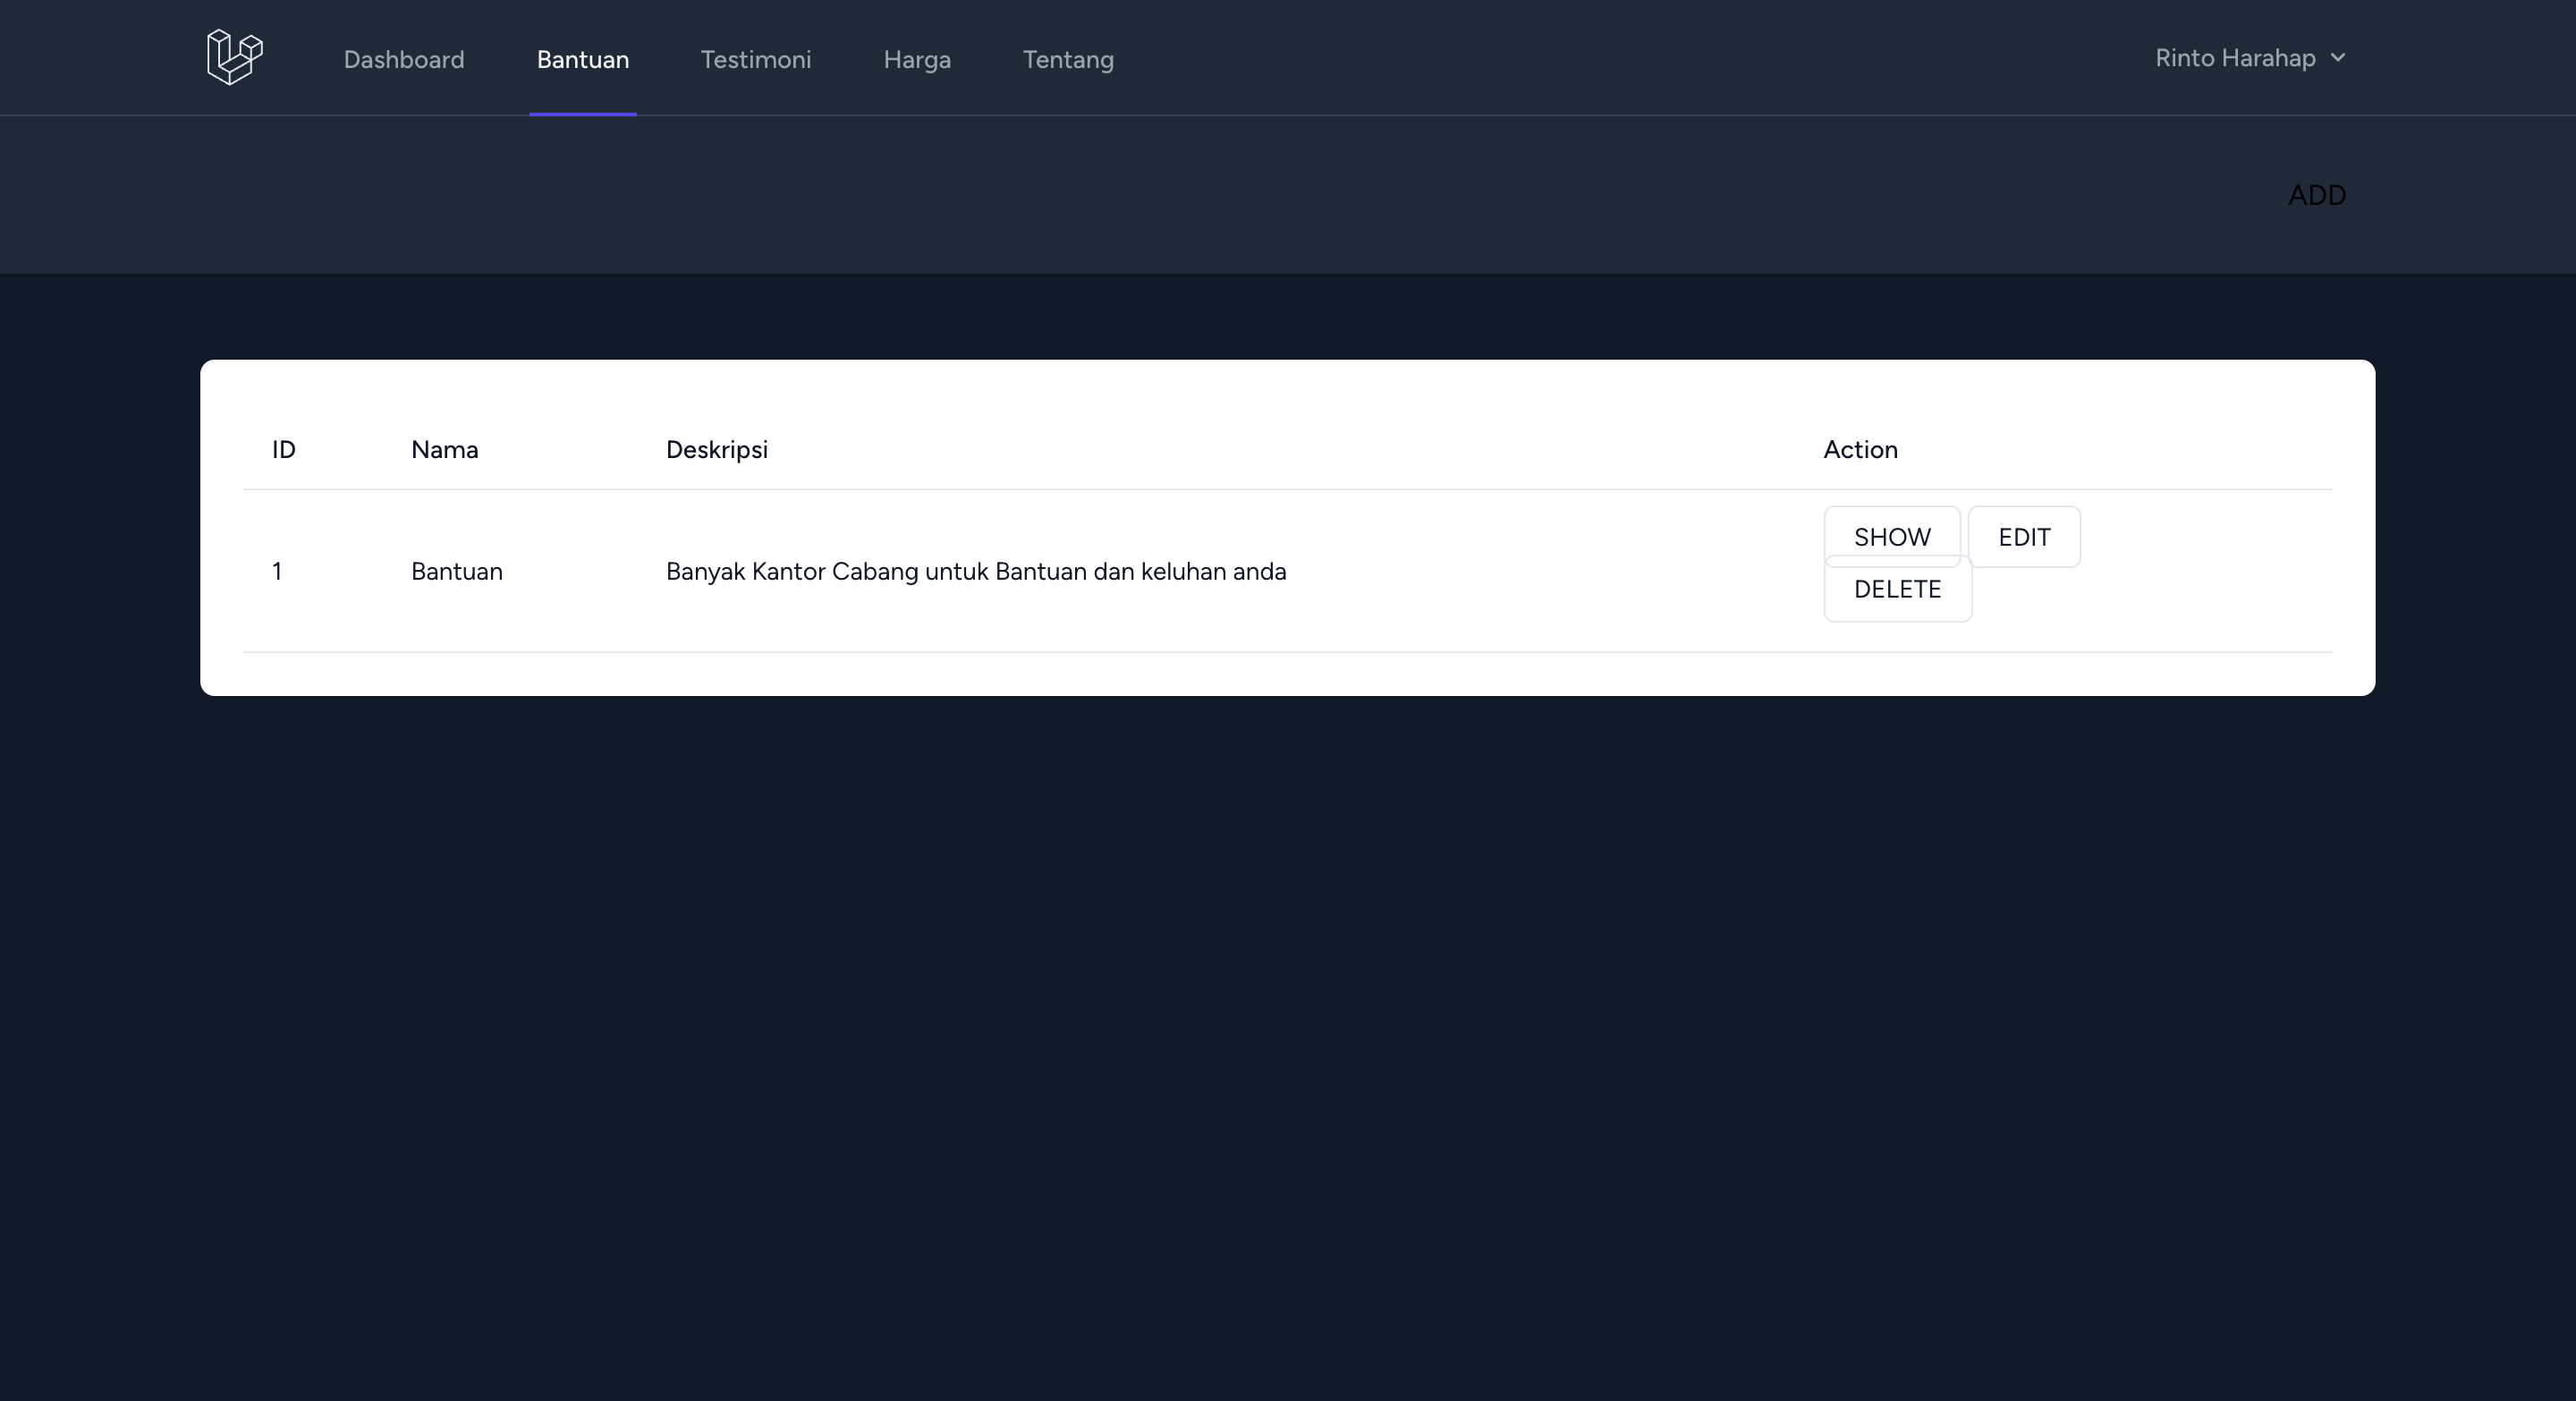 Dashboard Bantuan Testimoni Harga Tentang Rinto Harahap
ADD
ID Nama Deskripsi Action
1 Bantuan Banyak Kantor Cabang untuk Bantuan dan keluhan anda SHOW EDIT
DELETE